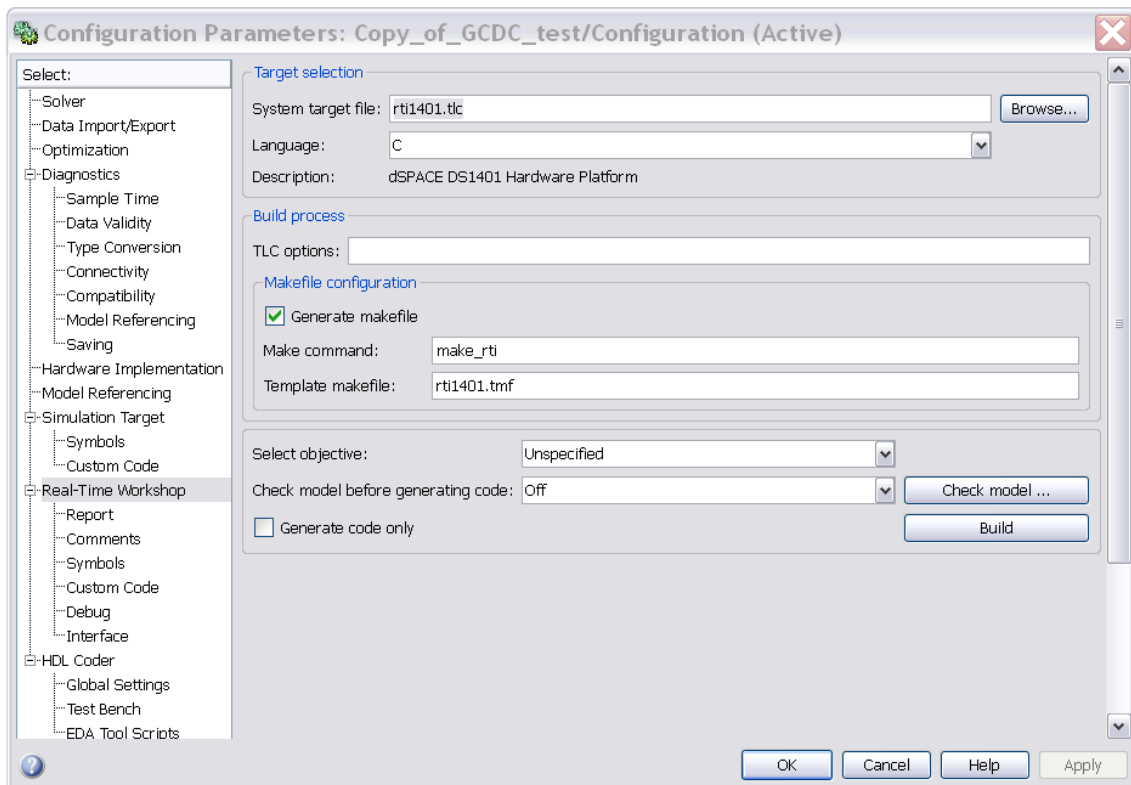 Configuration Parameters: Copy_of_GCDC_test/Configuration (Active)
Select:
Solver
Data Import/Export
Optimization
Diagnostics
Sample Time
Data Validity
Type Conversion
Connectivity
Compatibility
Model Referencing
Saving
Hardware Implementation
Model Referencing
Simulation Target
Symbols
Custom Code
Real-Time Workshop
Report
Comments
Symbols
Custom Code
Debug
Interface
HDL Coder
Global Settings
Test Bench
EDA Tool Scripts
Target selection
System target file: rti1401.tlc Browse...
Language: C
Description: dSPACE DS1401 Hardware Platform
Build process
TLC options:
Makefile configuration
Generate makefile
Make command: make_rti
Template makefile: rti1401.tmf
Select objective: Unspecified
Check model before generating code: Off Check model ...
Generate code only Build
OK Cancel Help Apply